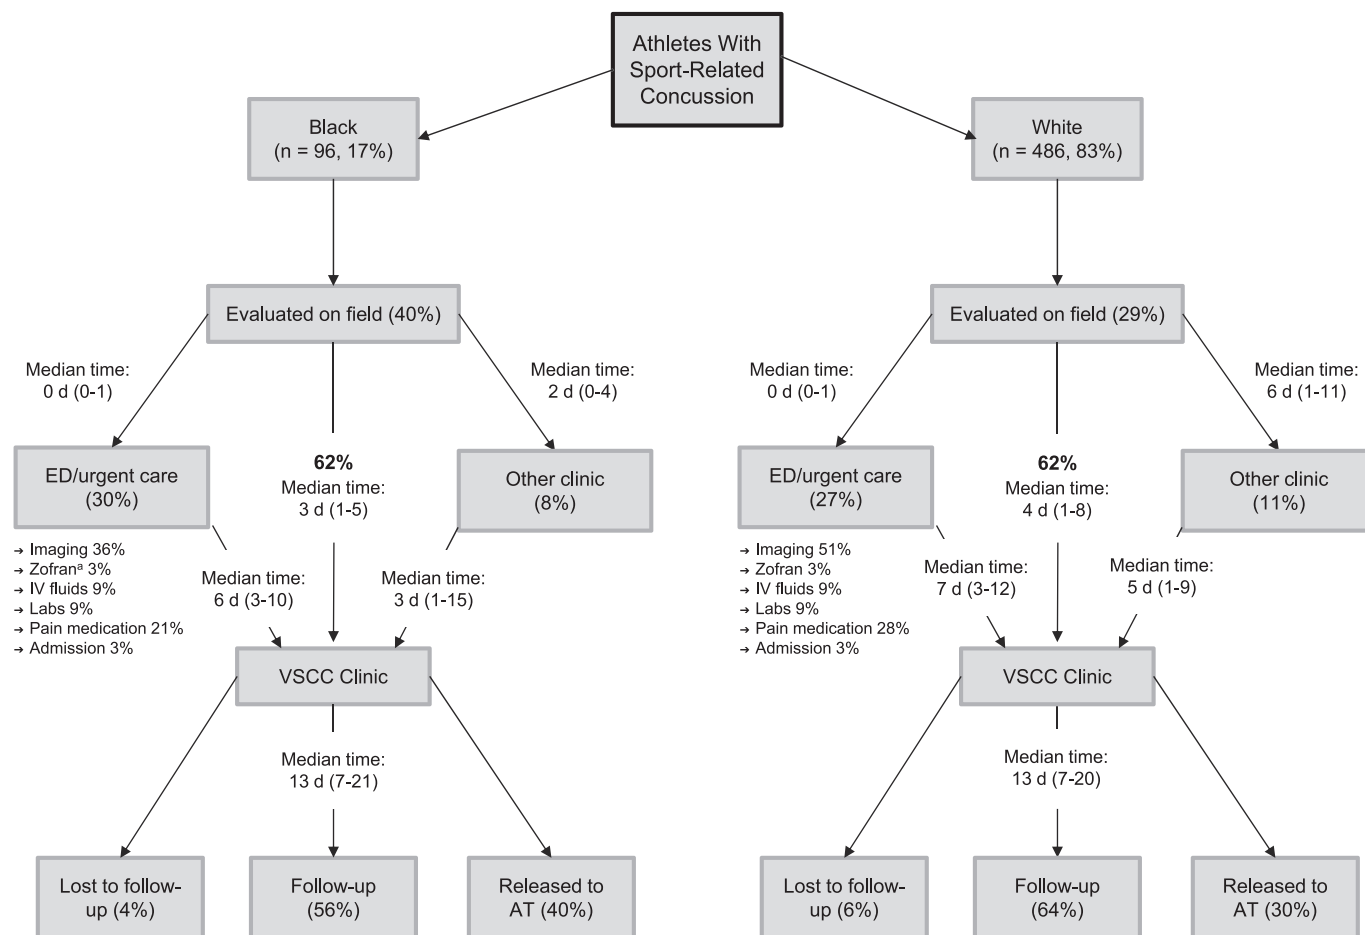 Athletes With
Sport-Related
Concussion
Black
(n = 96, 17%)
White
(n = 486, 83%)
Evaluated on field (40%)
Median time:
0 d (0-1)
Median time:
2 d (0-4)
ED/urgent care
(30%)
62%
Median time:
3 d (1-5)
Other clinic
(8%)
→ Imaging 36%
→ Zofranᵃ 3%
→ IV fluids 9%
→ Labs 9%
→ Pain medication 21%
→ Admission 3%
Median time:
6 d (3-10)
Median time:
3 d (1-15)
VSCC Clinic
Median time:
13 d (7-21)
Lost to follow-
up (4%)
Follow-up
(56%)
Released to
AT (40%)
Evaluated on field (29%)
Median time:
0 d (0-1)
Median time:
6 d (1-11)
ED/urgent care
(27%)
62%
Median time:
4 d (1-8)
Other clinic
(11%)
→ Imaging 51%
→ Zofran 3%
→ IV fluids 9%
→ Labs 9%
→ Pain medication 28%
→ Admission 3%
Median time:
7 d (3-12)
Median time:
5 d (1-9)
VSCC Clinic
Median time:
13 d (7-20)
Lost to follow-
up (6%)
Follow-up
(64%)
Released to
AT (30%)